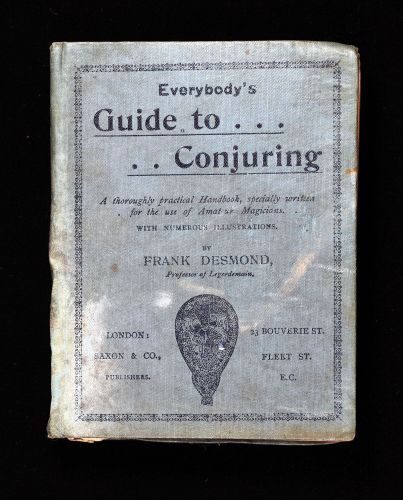 Everybody's
Guide to . . .
. . Conjuring
A thoroughly practical Handbook, specially written
for the use of Amateur Magicians. .
WITH NUMEROUS ILLUSTRATIONS.
BY
FRANK DESMOND,
Professor of Legerdemain.
LONDON:
SAXON & CO.,
PUBLISHERS.
23 BOUVERIE ST.
FLEET ST.
E.C.